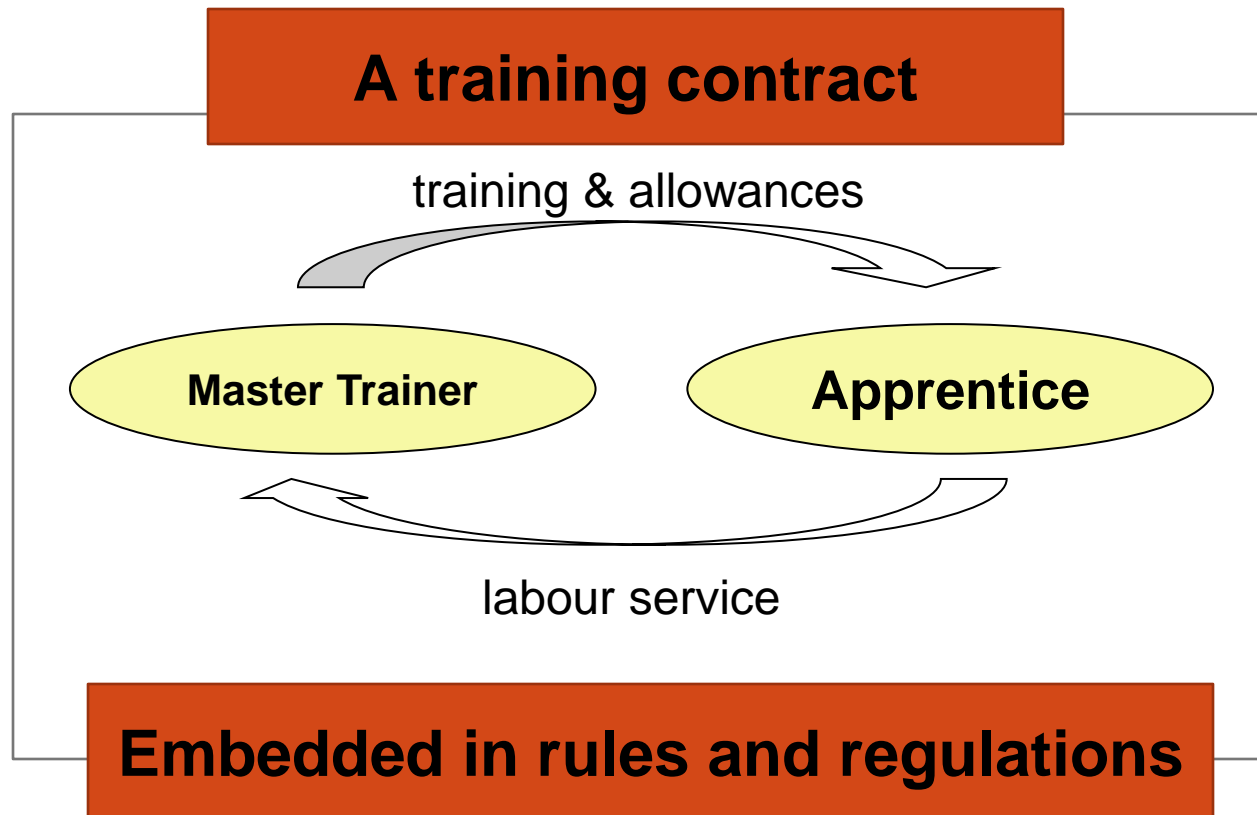 A training contract
training & allowances
Master Trainer
Apprentice
labour service
Embedded in rules and regulations